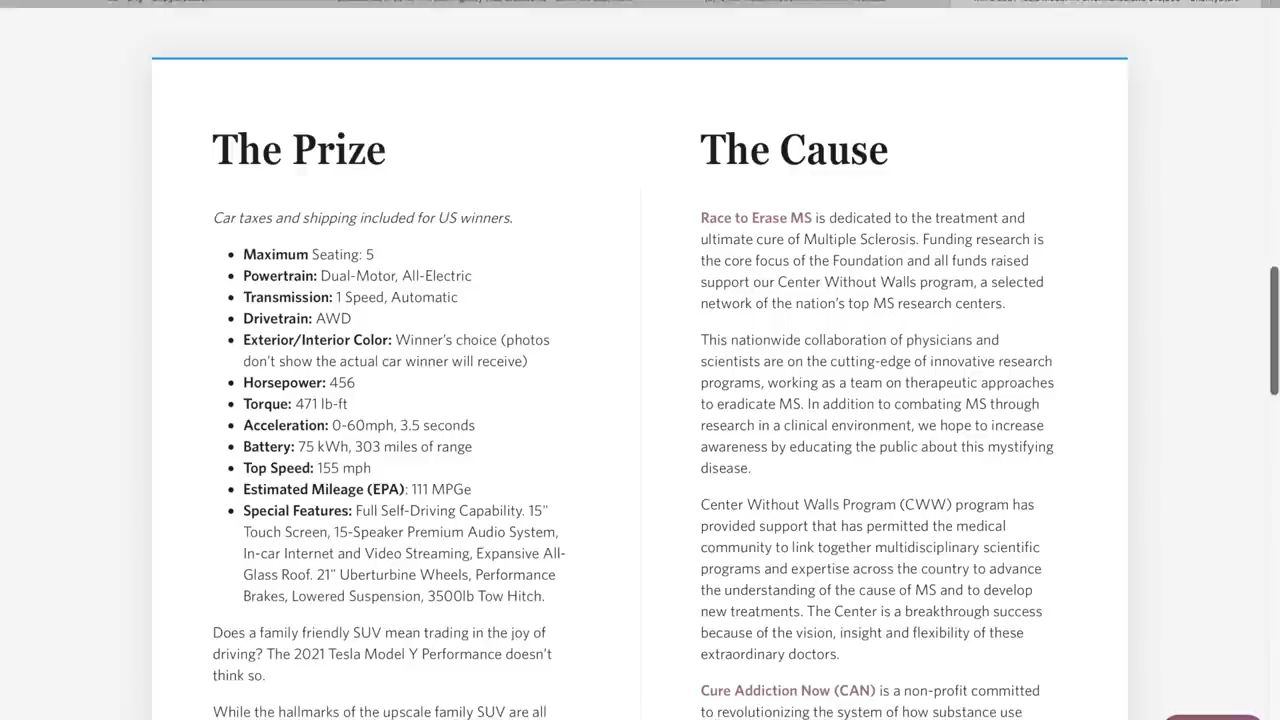 The Prize
Car taxes and shipping included for US winners.
• Maximum Seating: 5
• Powertrain: Dual-Motor, All-Electric
• Transmission: 1 Speed, Automatic
• Drivetrain: AWD
• Exterior/Interior Color: Winner's choice (photos
don't show the actual car winner will receive)
• Horsepower: 456
• Torque: 471 lb-ft
• Acceleration: 0-60mph, 3.5 seconds
• Battery: 75 kWh, 303 miles of range
• Top Speed: 155 mph
• Estimated Mileage (EPA): 111 MPGe
• Special Features: Full Self-Driving Capability. 15"
Touch Screen, 15-Speaker Premium Audio System,
In-car Internet and Video Streaming, Expansive All-
Glass Roof. 21" Uberturbine Wheels, Performance
Brakes, Lowered Suspension, 3500lb Tow Hitch.
Does a family friendly SUV mean trading in the joy of
driving? The 2021 Tesla Model Y Performance doesn't
think so.
While the hallmarks of the upscale family SUV are all
The Cause
Race to Erase MS is dedicated to the treatment and
ultimate cure of Multiple Sclerosis. Funding research is
the core focus of the Foundation and all funds raised
support our Center Without Walls program, a selected
network of the nation's top MS research centers.
This nationwide collaboration of physicians and
scientists are on the cutting-edge of innovative research
programs, working as a team on therapeutic approaches
to eradicate MS. In addition to combating MS through
research in a clinical environment, we hope to increase
awareness by educating the public about this mystifying
disease.
Center Without Walls Program (CWW) program has
provided support that has permitted the medical
community to link together multidisciplinary scientific
programs and expertise across the country to advance
the understanding of the cause of MS and to develop
new treatments. The Center is a breakthrough success
because of the vision, insight and flexibility of these
extraordinary doctors.
Cure Addiction Now (CAN) is a non-profit committed
to revolutionizing the system of how substance use